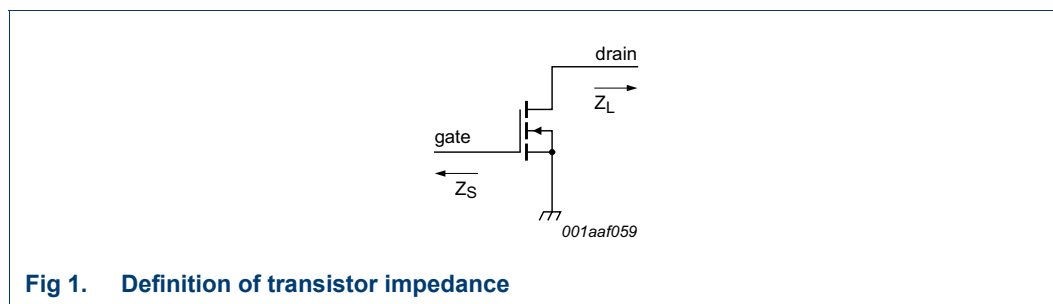 drain
Z_L
gate
Z_S
001aaf059
Fig 1. Definition of transistor impedance